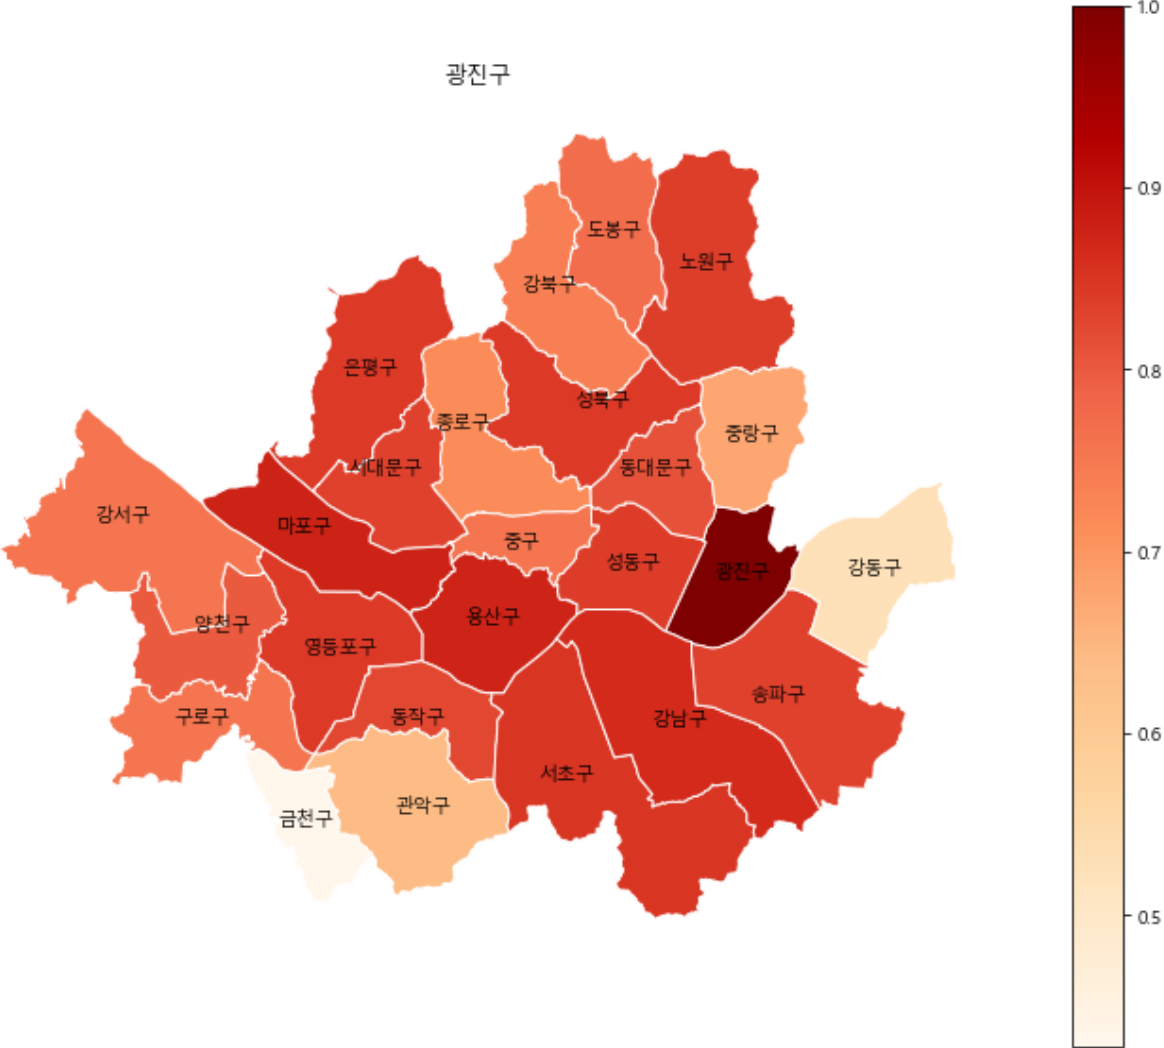 광진구
도봉구
노원구
강북구
은평구
성북구
종로구
중랑구
서대문구
동대문구
강서구
마포구
중구
성동구
광진구
강동구
양천구
용산구
영등포구
송파구
구로구
동작구
강남구
서초구
관악구
금천구
1.0
0.9
0.8
0.7
0.6
0.5